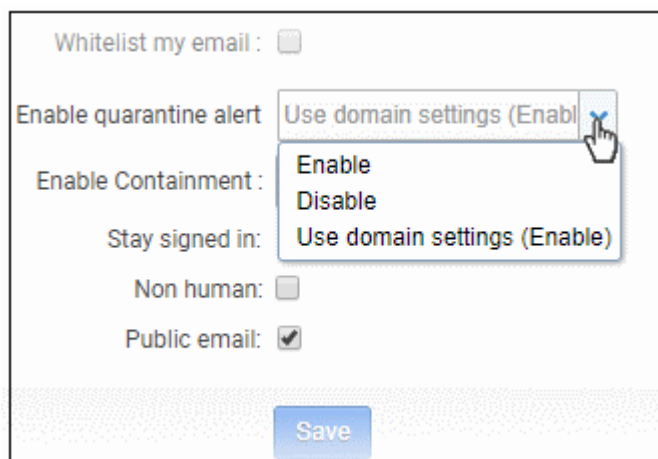 Whitelist my email :
Enable quarantine alert Use domain settings (Enabl
Enable
Enable Containment :
Disable
Stay signed in: Use domain settings (Enable)
Non human:
Public email:
Save